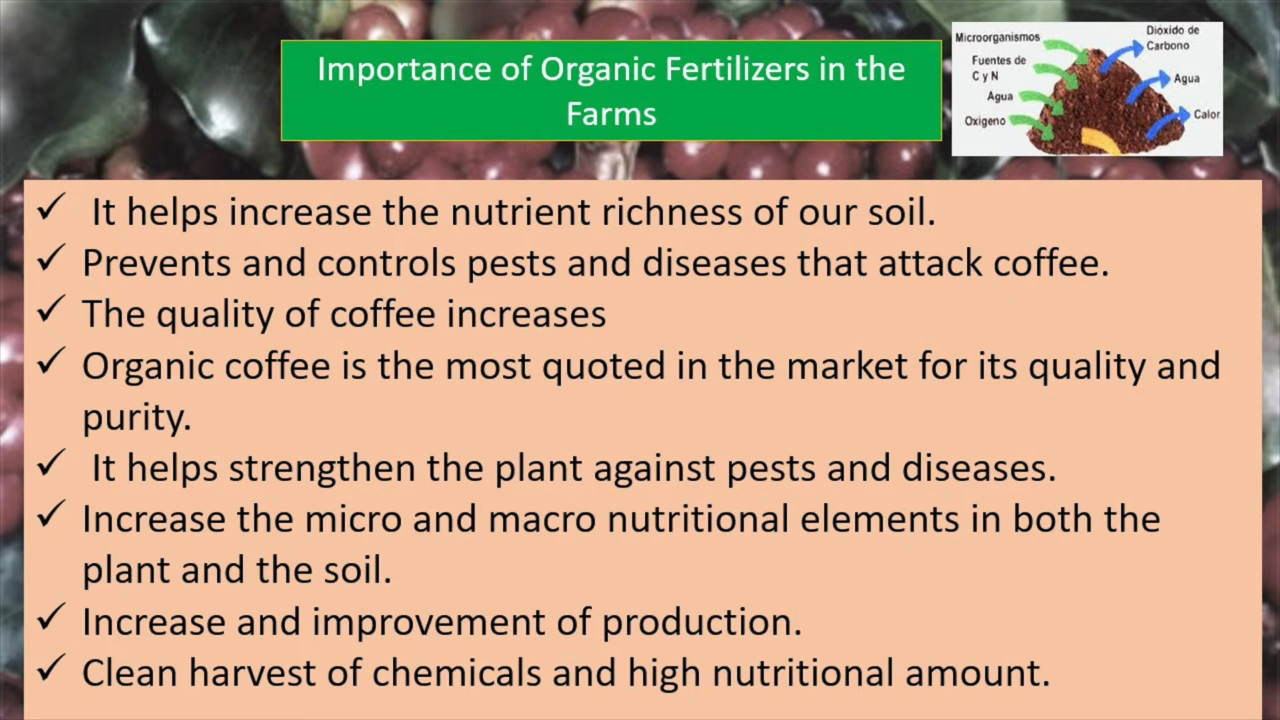 Importance of Organic Fertilizers in the
Farms
Microorganismos
Fuentes de
C y N
Agua
Oxigeno
Dióxido de
Carbono
Agua
Calor
✓ It helps increase the nutrient richness of our soil.
✓ Prevents and controls pests and diseases that attack coffee.
✓ The quality of coffee increases
✓ Organic coffee is the most quoted in the market for its quality and
purity.
✓ It helps strengthen the plant against pests and diseases.
✓ Increase the micro and macro nutritional elements in both the
plant and the soil.
✓ Increase and improvement of production.
✓ Clean harvest of chemicals and high nutritional amount.